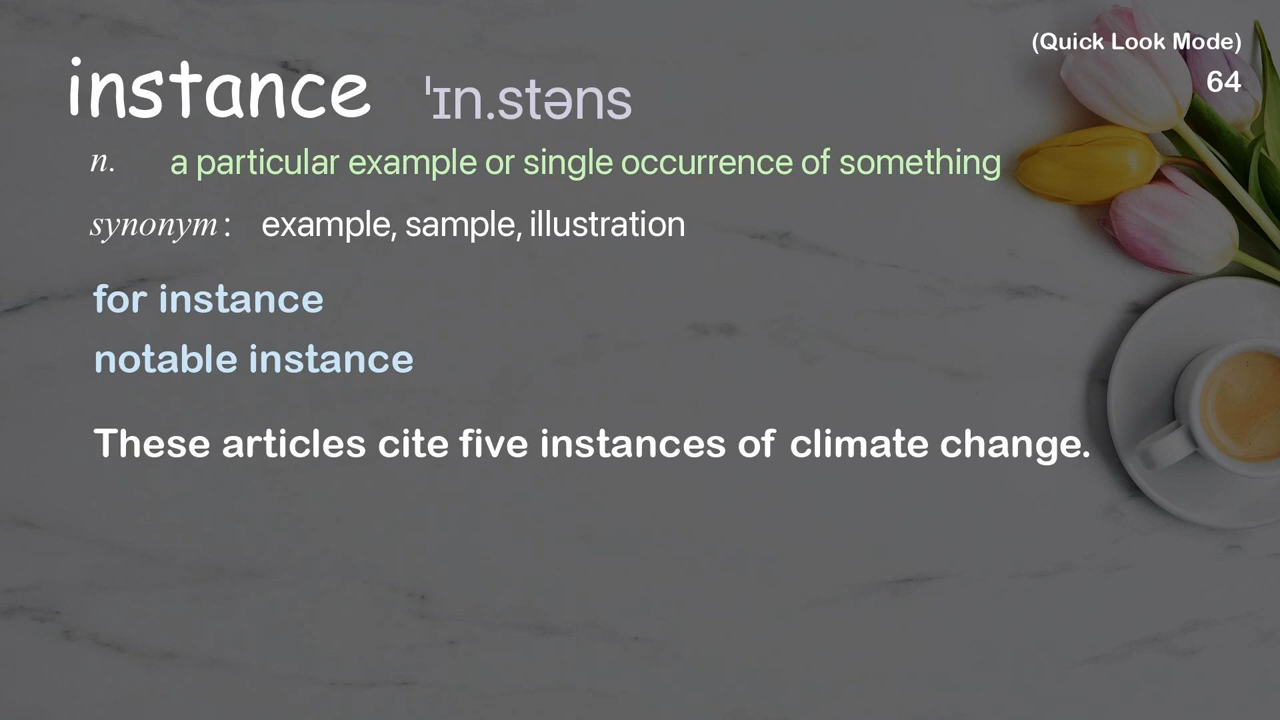 (Quick Look Mode)
64
instance ˈɪn.stəns
n. a particular example or single occurrence of something
synonym: example, sample, illustration
for instance
notable instance
These articles cite five instances of climate change.